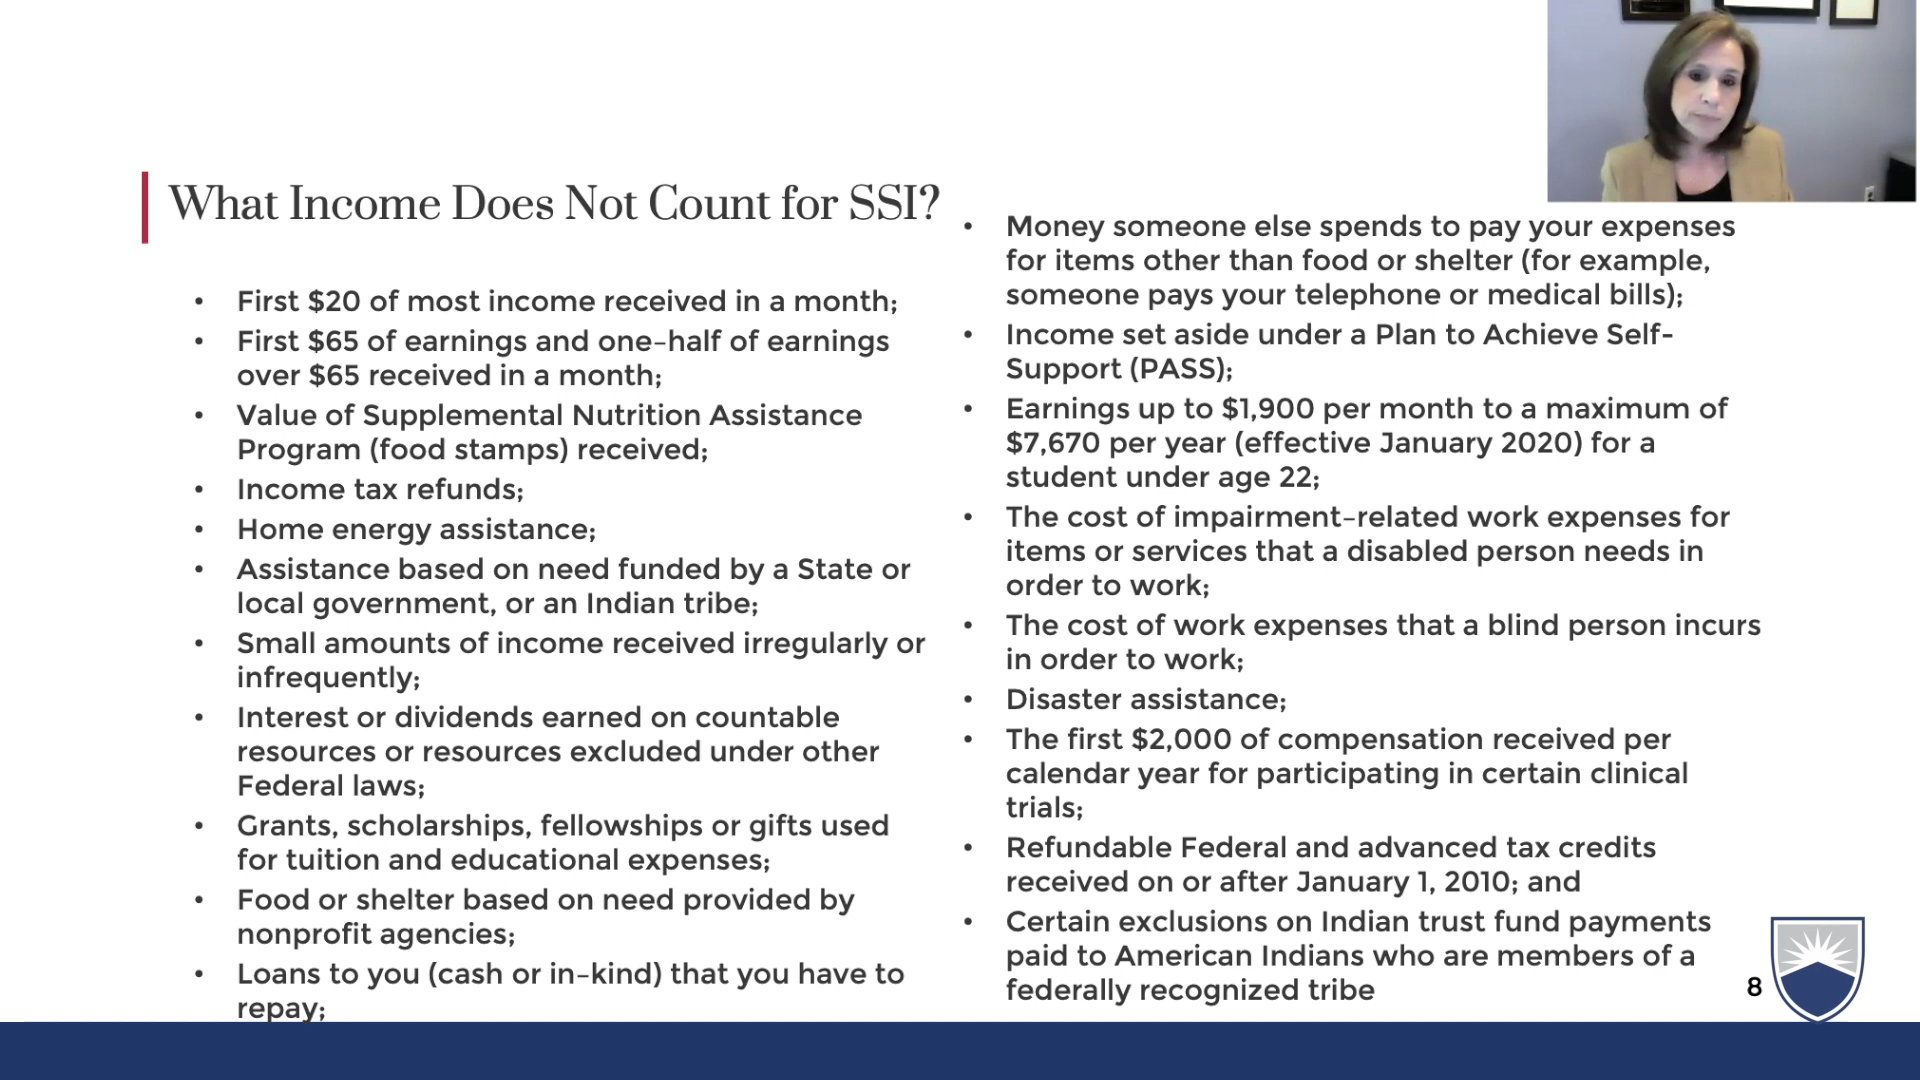 What Income Does Not Count for SSI?
• First $20 of most income received in a month;
• First $65 of earnings and one-half of earnings
over $65 received in a month;
• Value of Supplemental Nutrition Assistance
Program (food stamps) received;
• Income tax refunds;
• Home energy assistance;
• Assistance based on need funded by a State or
local government, or an Indian tribe;
• Small amounts of income received irregularly or
infrequently;
• Interest or dividends earned on countable
resources or resources excluded under other
Federal laws;
• Grants, scholarships, fellowships or gifts used
for tuition and educational expenses;
• Food or shelter based on need provided by
nonprofit agencies;
• Loans to you (cash or in-kind) that you have to
repay;
• Money someone else spends to pay your expenses
for items other than food or shelter (for example,
someone pays your telephone or medical bills);
• Income set aside under a Plan to Achieve Self-
Support (PASS);
• Earnings up to $1,900 per month to a maximum of
$7,670 per year (effective January 2020) for a
student under age 22;
• The cost of impairment-related work expenses for
items or services that a disabled person needs in
order to work;
• The cost of work expenses that a blind person incurs
in order to work;
• Disaster assistance;
• The first $2,000 of compensation received per
calendar year for participating in certain clinical
trials;
• Refundable Federal and advanced tax credits
received on or after January 1, 2010; and
• Certain exclusions on Indian trust fund payments
paid to American Indians who are members of a
federally recognized tribe
8